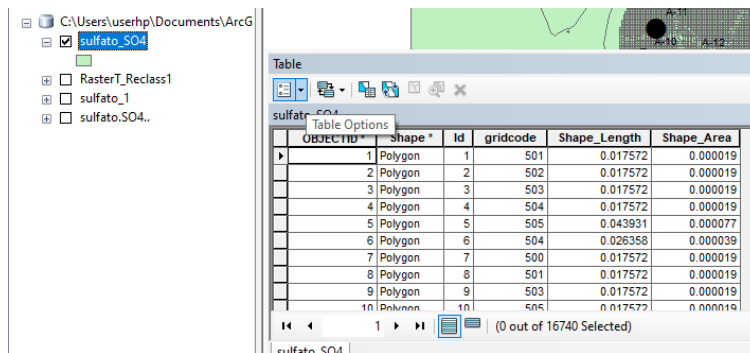 C:\Users\userhp\Documents\ArcG
sulfato_SO4
RasterT_Reclass1
sulfato_1
sulfato.SO4..
A-11
A-10
A-12
Table
sulfato_SO4
Table Options
OBJECTID * Shape * Id gridcode Shape_Length Shape_Area
1 Polygon 1 501 0.017572 0.000019
2 Polygon 2 502 0.017572 0.000019
3 Polygon 3 503 0.017572 0.000019
4 Polygon 4 504 0.017572 0.000019
5 Polygon 5 505 0.043931 0.000077
6 Polygon 6 504 0.026358 0.000039
7 Polygon 7 500 0.017572 0.000019
8 Polygon 8 501 0.017572 0.000019
9 Polygon 9 503 0.017572 0.000019
10 Polygon 10 505 0.017572 0.000019
1 (0 out of 16740 Selected)
sulfato_SO4